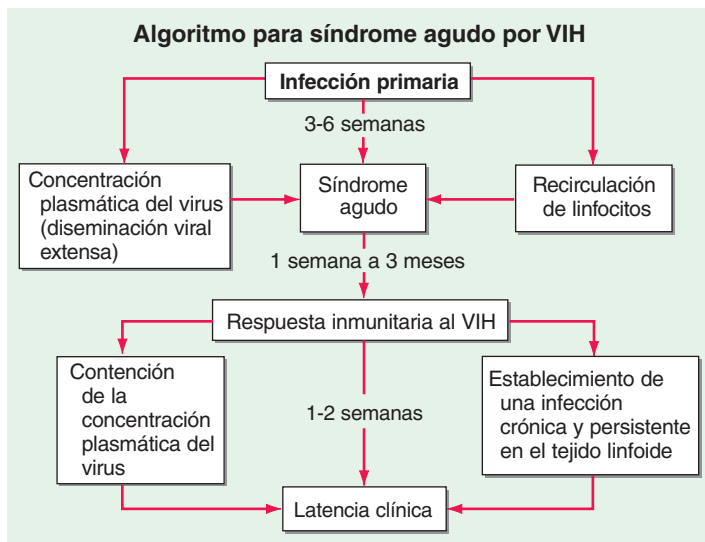 Algoritmo para síndrome agudo por VIH
Infección primaria
3-6 semanas
Concentración
plasmática del virus
(diseminación viral
extensa)
Síndrome
agudo
Recirculación
de linfocitos
1 semana a 3 meses
Respuesta inmunitaria al VIH
Contención
de la
concentración
plasmática del
virus
1-2 semanas
Establecimiento de
una infección
crónica y persistente
en el tejido linfoide
Latencia clínica